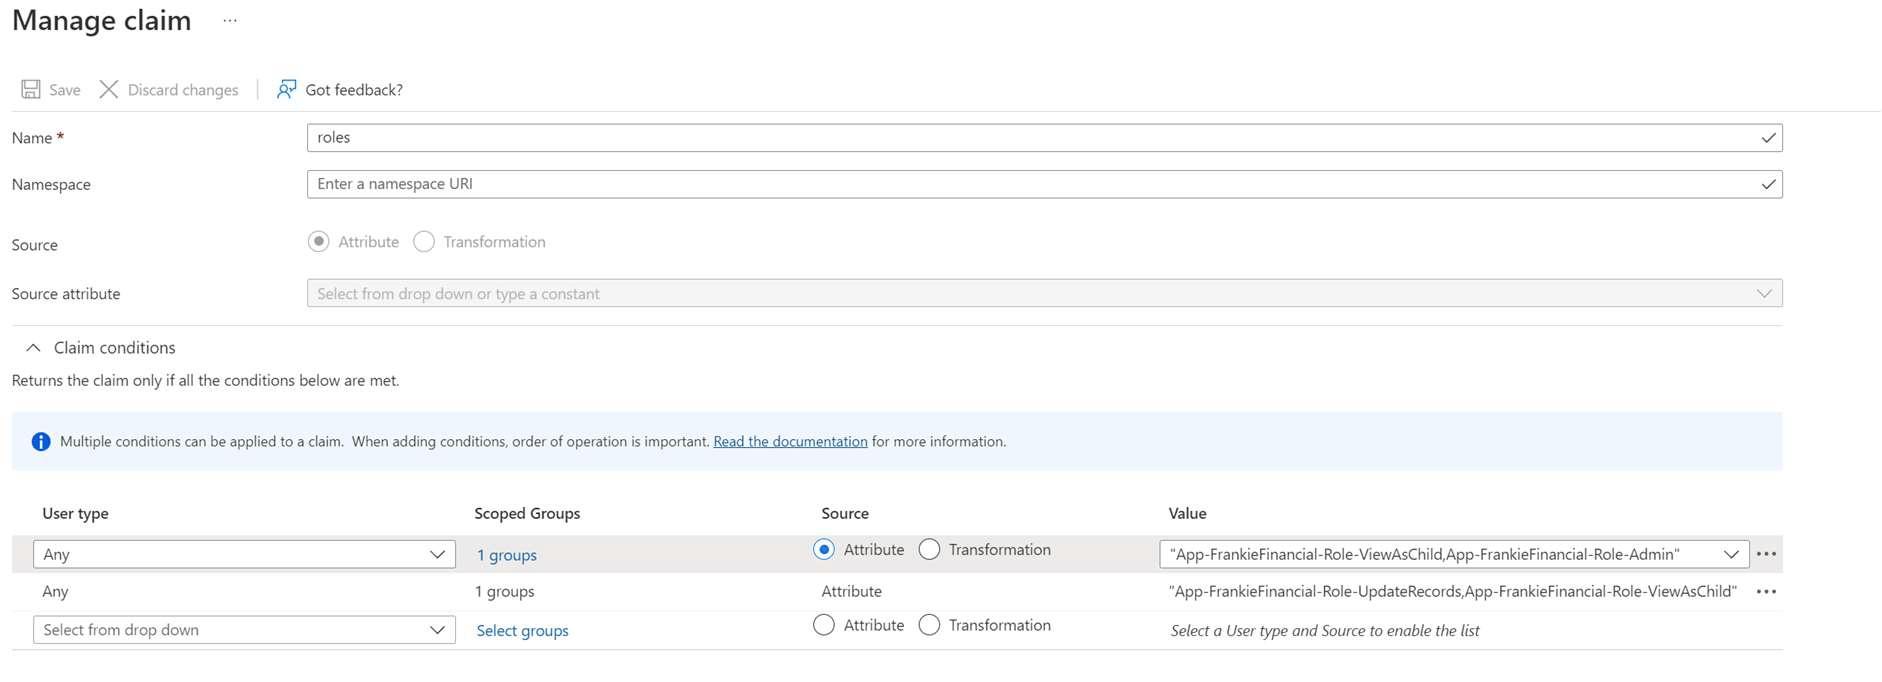 Manage claim ...
Save Discard changes Got feedback?
Name * roles
Namespace Enter a namespace URI
Source Attribute Transformation
Source attribute Select from drop down or type a constant
Claim conditions
Returns the claim only if all the conditions below are met.
Multiple conditions can be applied to a claim. When adding conditions, order of operation is important. Read the documentation for more information.
User type Scoped Groups Source Value
Any 1 groups Attribute Transformation "App-FrankieFinancial-Role-ViewAsChild,App-FrankieFinancial-Role-Admin"
Any 1 groups Attribute "App-FrankieFinancial-Role-UpdateRecords,App-FrankieFinancial-Role-ViewAsChild"
Select from drop down Select groups Attribute Transformation Select a User type and Source to enable the list